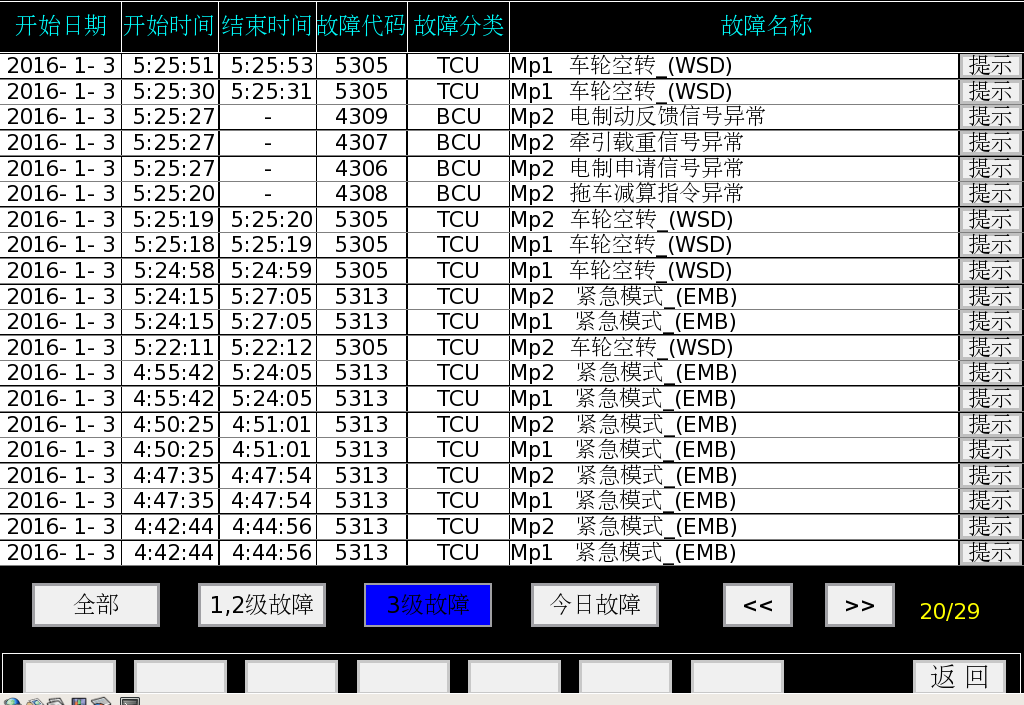 开始日期 开始时间 结束时间 故障代码 故障分类 故障名称
2016- 1- 3 5:25:51 5:25:53 5305 TCU Mp1 车轮空转_(WSD) 提示
2016- 1- 3 5:25:30 5:25:31 5305 TCU Mp1 车轮空转_(WSD) 提示
2016- 1- 3 5:25:27 - 4309 BCU Mp2 电制动反馈信号异常 提示
2016- 1- 3 5:25:27 - 4307 BCU Mp2 牵引载重信号异常 提示
2016- 1- 3 5:25:27 - 4306 BCU Mp2 电制申请信号异常 提示
2016- 1- 3 5:25:20 - 4308 BCU Mp2 拖车减算指令异常 提示
2016- 1- 3 5:25:19 5:25:20 5305 TCU Mp2 车轮空转_(WSD) 提示
2016- 1- 3 5:25:18 5:25:19 5305 TCU Mp1 车轮空转_(WSD) 提示
2016- 1- 3 5:24:58 5:24:59 5305 TCU Mp1 车轮空转_(WSD) 提示
2016- 1- 3 5:24:15 5:27:05 5313 TCU Mp2 紧急模式_(EMB) 提示
2016- 1- 3 5:24:15 5:27:05 5313 TCU Mp1 紧急模式_(EMB) 提示
2016- 1- 3 5:22:11 5:22:12 5305 TCU Mp2 车轮空转_(WSD) 提示
2016- 1- 3 4:55:42 5:24:05 5313 TCU Mp2 紧急模式_(EMB) 提示
2016- 1- 3 4:55:42 5:24:05 5313 TCU Mp1 紧急模式_(EMB) 提示
2016- 1- 3 4:50:25 4:51:01 5313 TCU Mp2 紧急模式_(EMB) 提示
2016- 1- 3 4:50:25 4:51:01 5313 TCU Mp1 紧急模式_(EMB) 提示
2016- 1- 3 4:47:35 4:47:54 5313 TCU Mp2 紧急模式_(EMB) 提示
2016- 1- 3 4:47:35 4:47:54 5313 TCU Mp1 紧急模式_(EMB) 提示
2016- 1- 3 4:42:44 4:44:56 5313 TCU Mp2 紧急模式_(EMB) 提示
2016- 1- 3 4:42:44 4:44:56 5313 TCU Mp1 紧急模式_(EMB) 提示
全部 1,2级故障 3级故障 今日故障 << >> 20/29
返 回